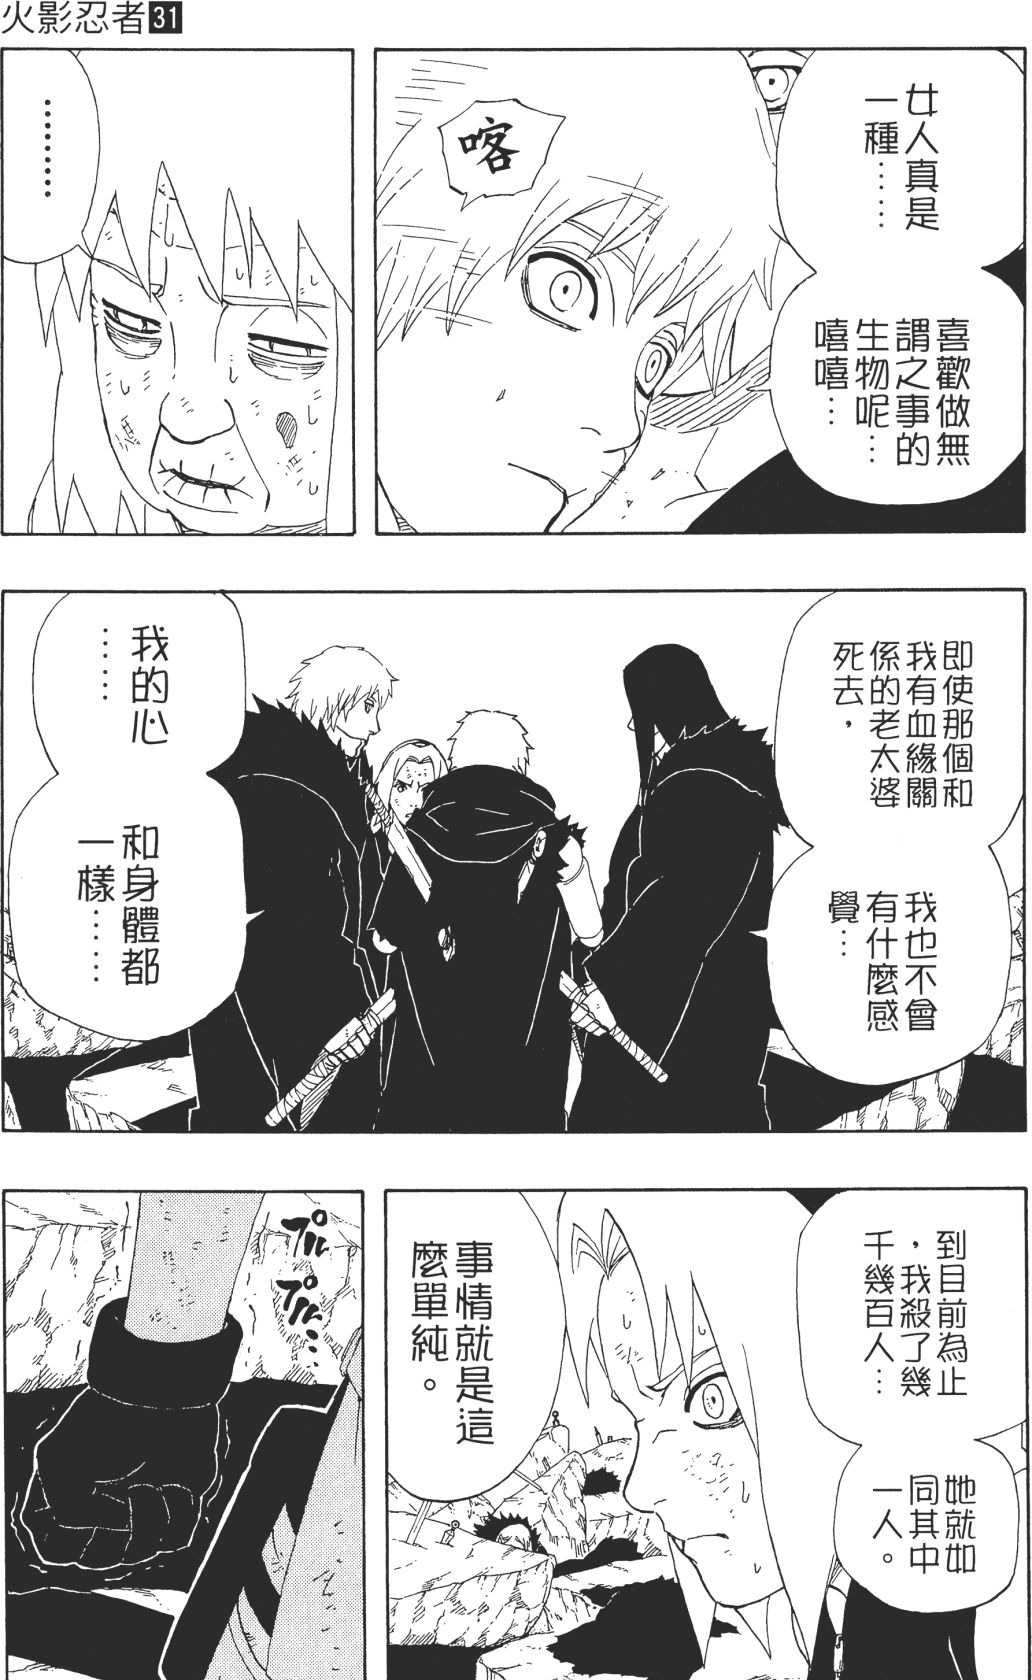 火影忍者31
女人真是
一種……
喜歡做無
謂之事的
生物呢…
嘻嘻…
喀
………
即使那個和
我有血緣關
係的老太婆
死去，
我也不會
有什麼感
覺…
我的心
……
和身體都
一樣……
到目前為止
，我殺了幾
千幾百人…
她就如
同其中
一人。
事情就是這
麼單純。
プル
プル…